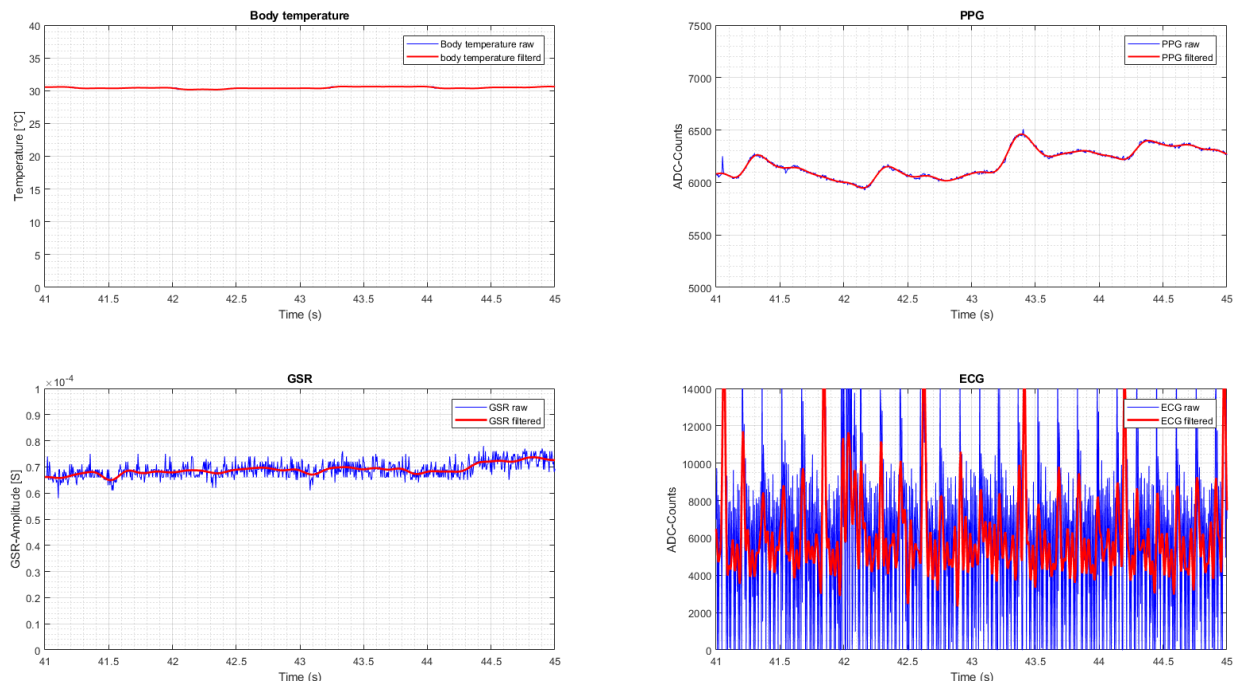 Body temperature
40
35
30
25
20
15
10
5
0
Temperature [°C]
Body temperature raw
body temperature filterd
41 41.5 42 42.5 43 43.5 44 44.5 45
Time (s)
PPG
7500
7000
6500
6000
5500
5000
ADC-Counts
PPG raw
PPG filtered
41 41.5 42 42.5 43 43.5 44 44.5 45
Time (s)
GSR
× 10⁻⁴
1
0.9
0.8
0.7
0.6
0.5
0.4
0.3
0.2
0.1
0
GSR-Amplitude [S]
GSR raw
GSR filtered
41 41.5 42 42.5 43 43.5 44 44.5 45
Time (s)
ECG
14000
12000
10000
8000
6000
4000
2000
0
ADC-Counts
ECG raw
ECG filtered
41 41.5 42 42.5 43 43.5 44 44.5 45
Time (s)